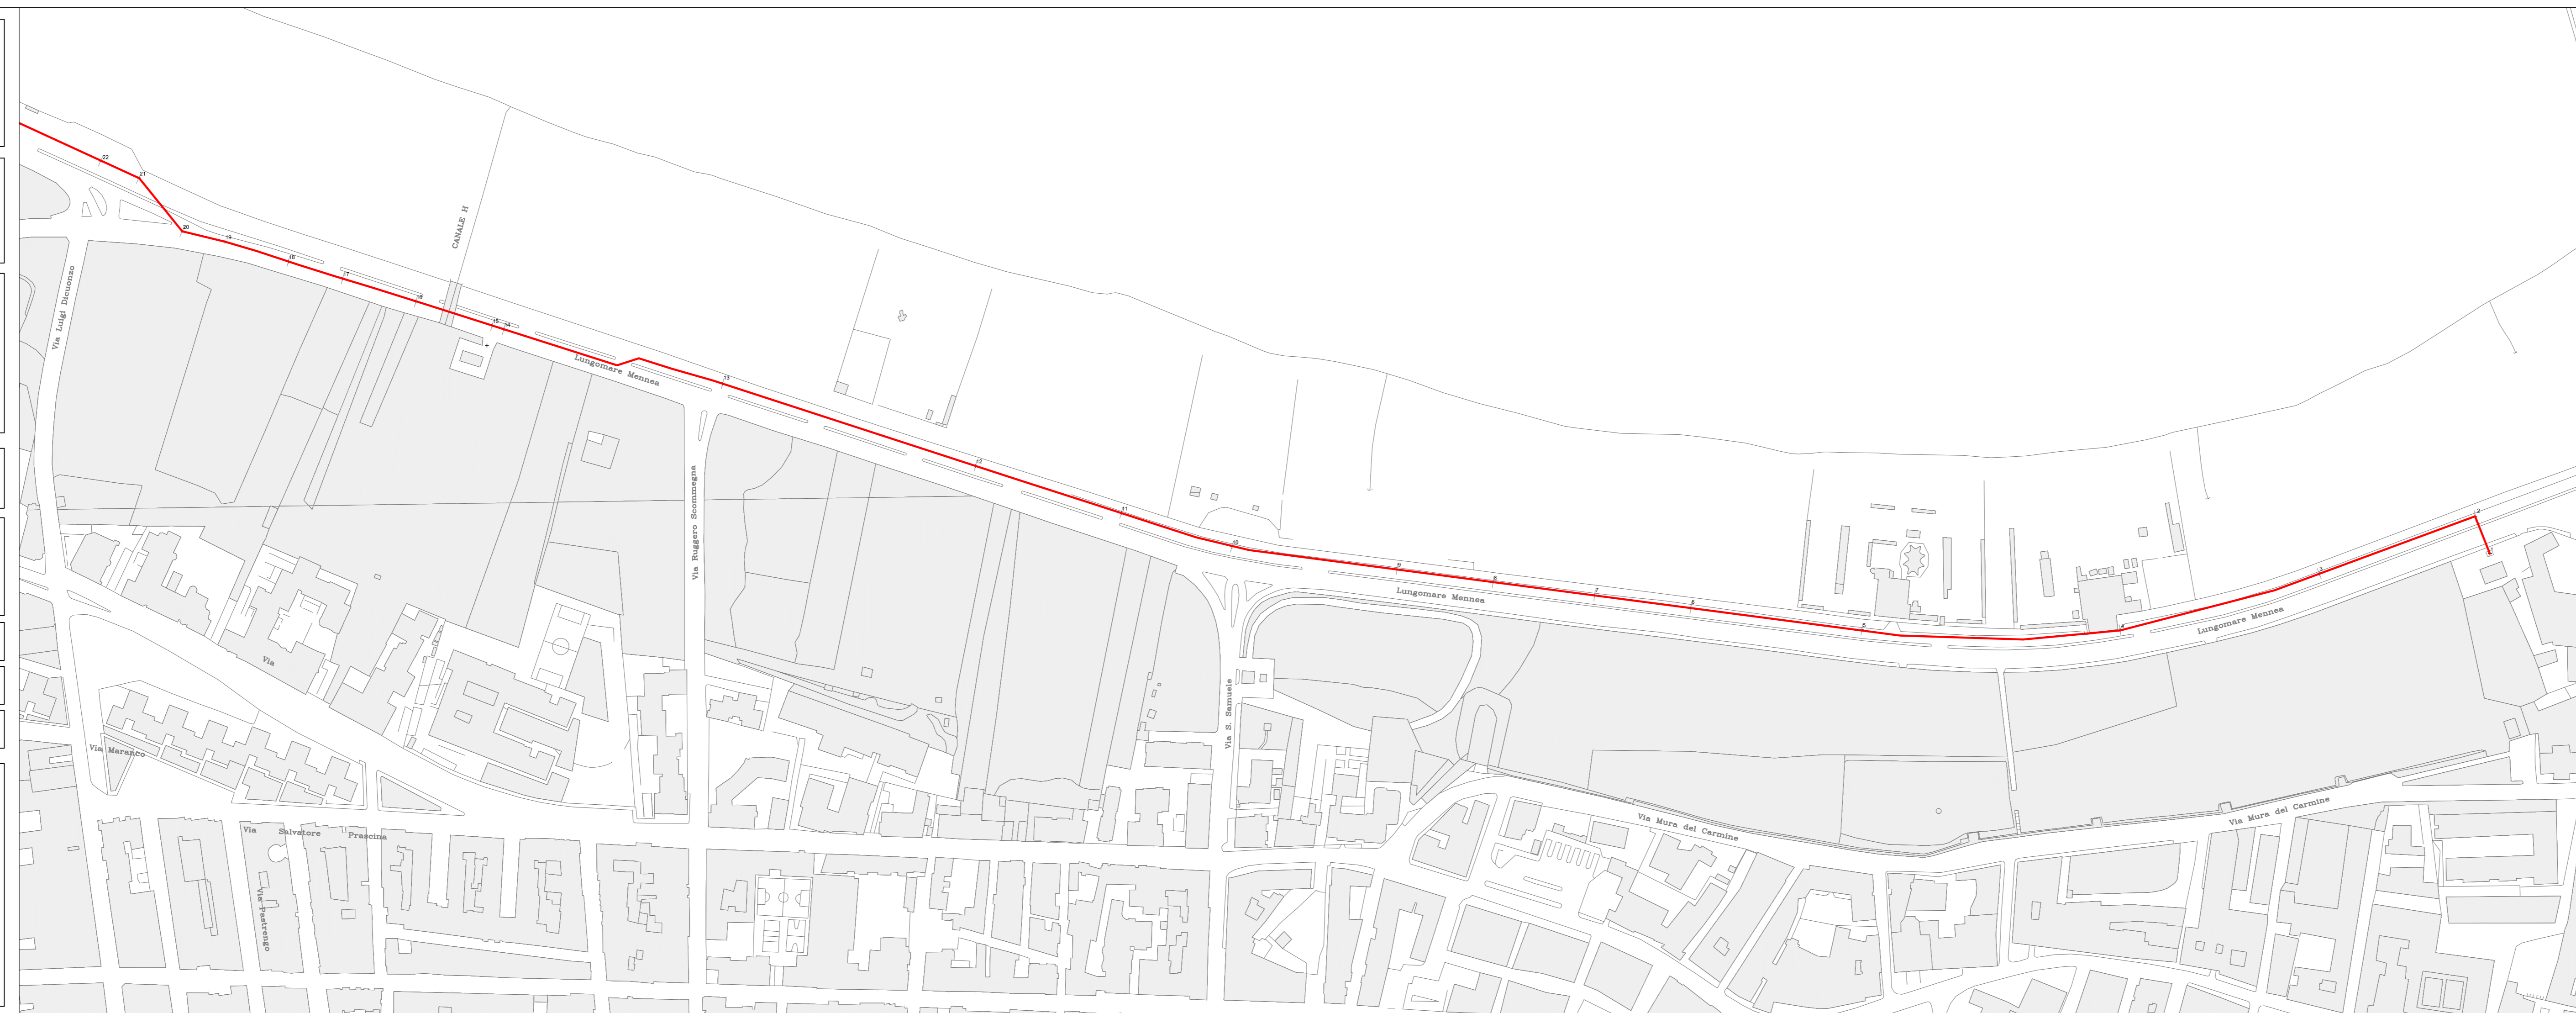 22
21
20
19
18
17
16
15
14
CANALE H
Via Luigi Dicuonzo
Lungomare Mennea
13
12
11
10
9
8
7
6
5
4
3
2
1
Lungomare Mennea
Lungomare Mennea
Via Ruggero Scommegna
Via
Via S. Samuele
Via Maranco
Via Salvatore Prascina
Via Pastrengo
Via Mura del Carmine
Via Mura del Carmine